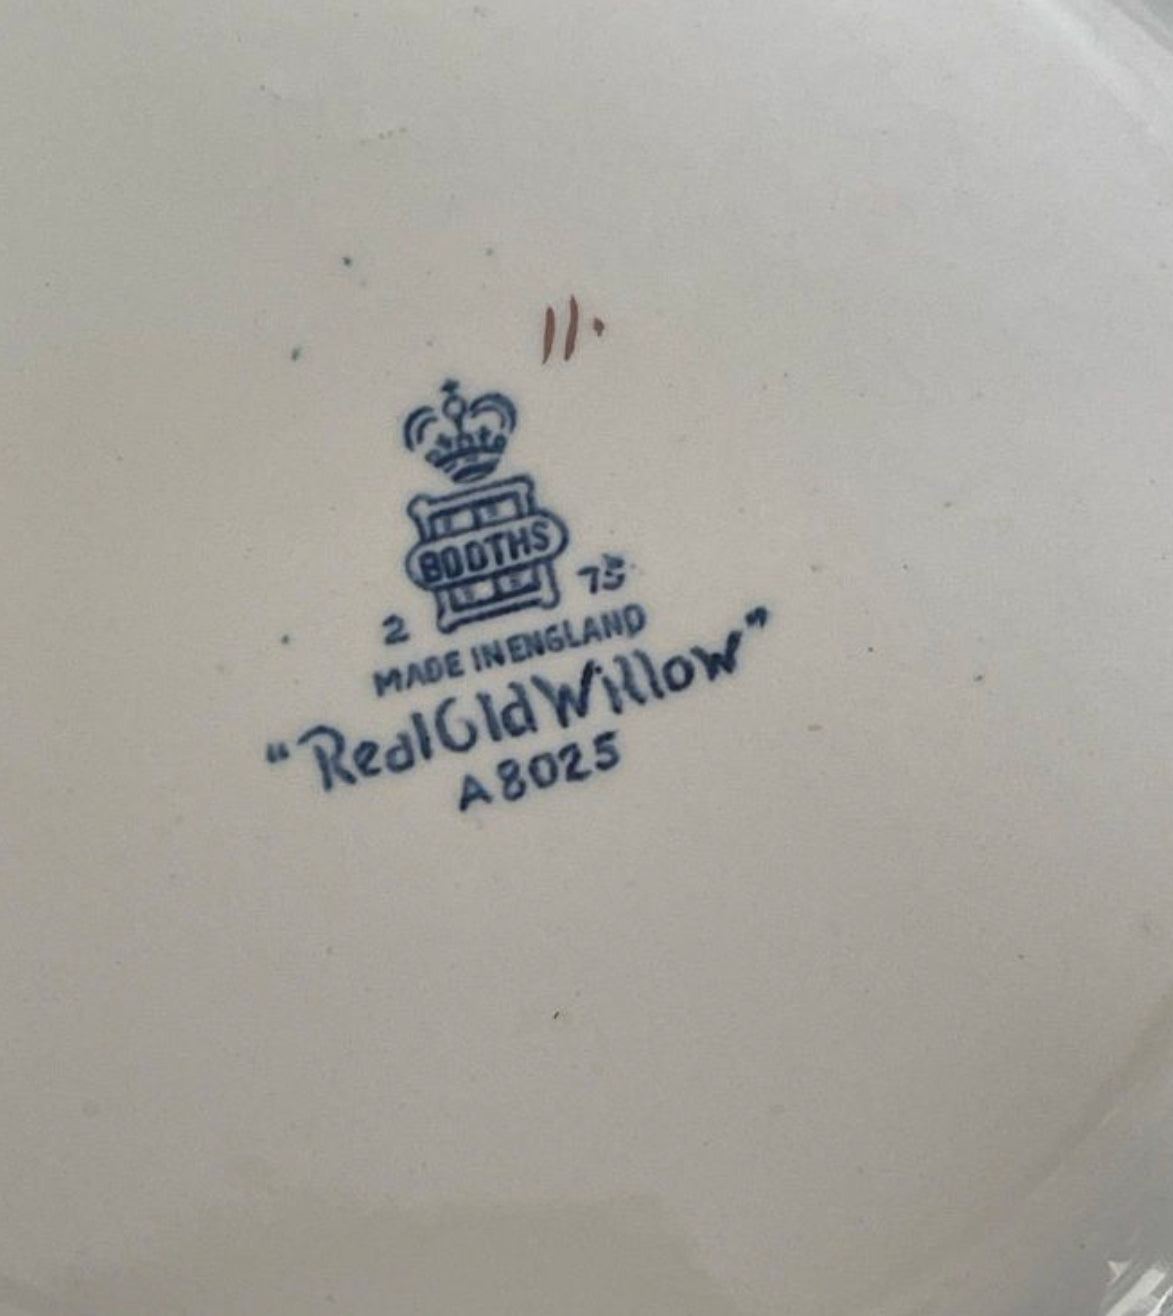 11.
BOOTHS
2 75
MADE IN ENGLAND
"Real Old Willow"
A8025